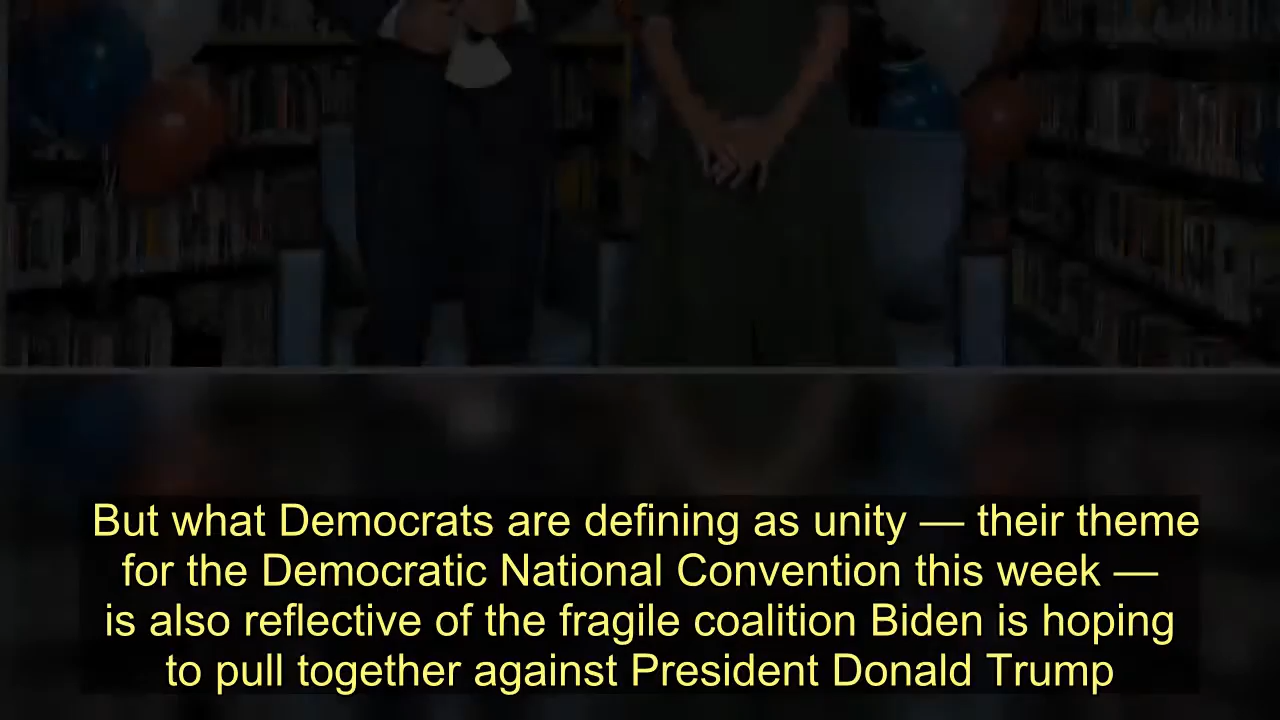 But what Democrats are defining as unity — their theme
for the Democratic National Convention this week —
is also reflective of the fragile coalition Biden is hoping
to pull together against President Donald Trump